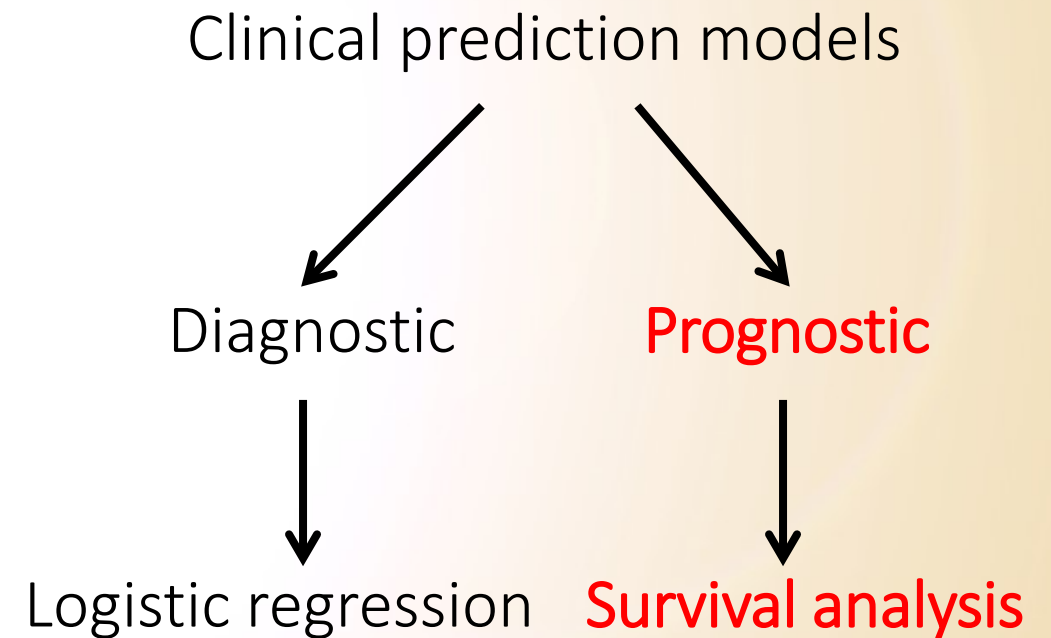 Clinical prediction models
Diagnostic
Prognostic
Logistic regression
Survival analysis